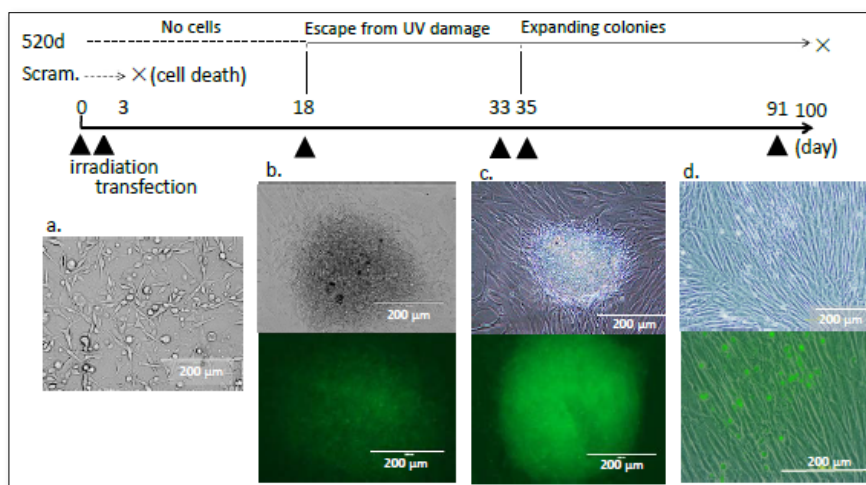 No cells Escape from UV damage Expanding colonies
520d
Scram. (cell death)
0 3 18 33 35 91 100
(day)
irradiation
transfection
a. b. c. d.
200 μm
200 μm
200 μm
200 μm
200 μm
200 μm
200 μm